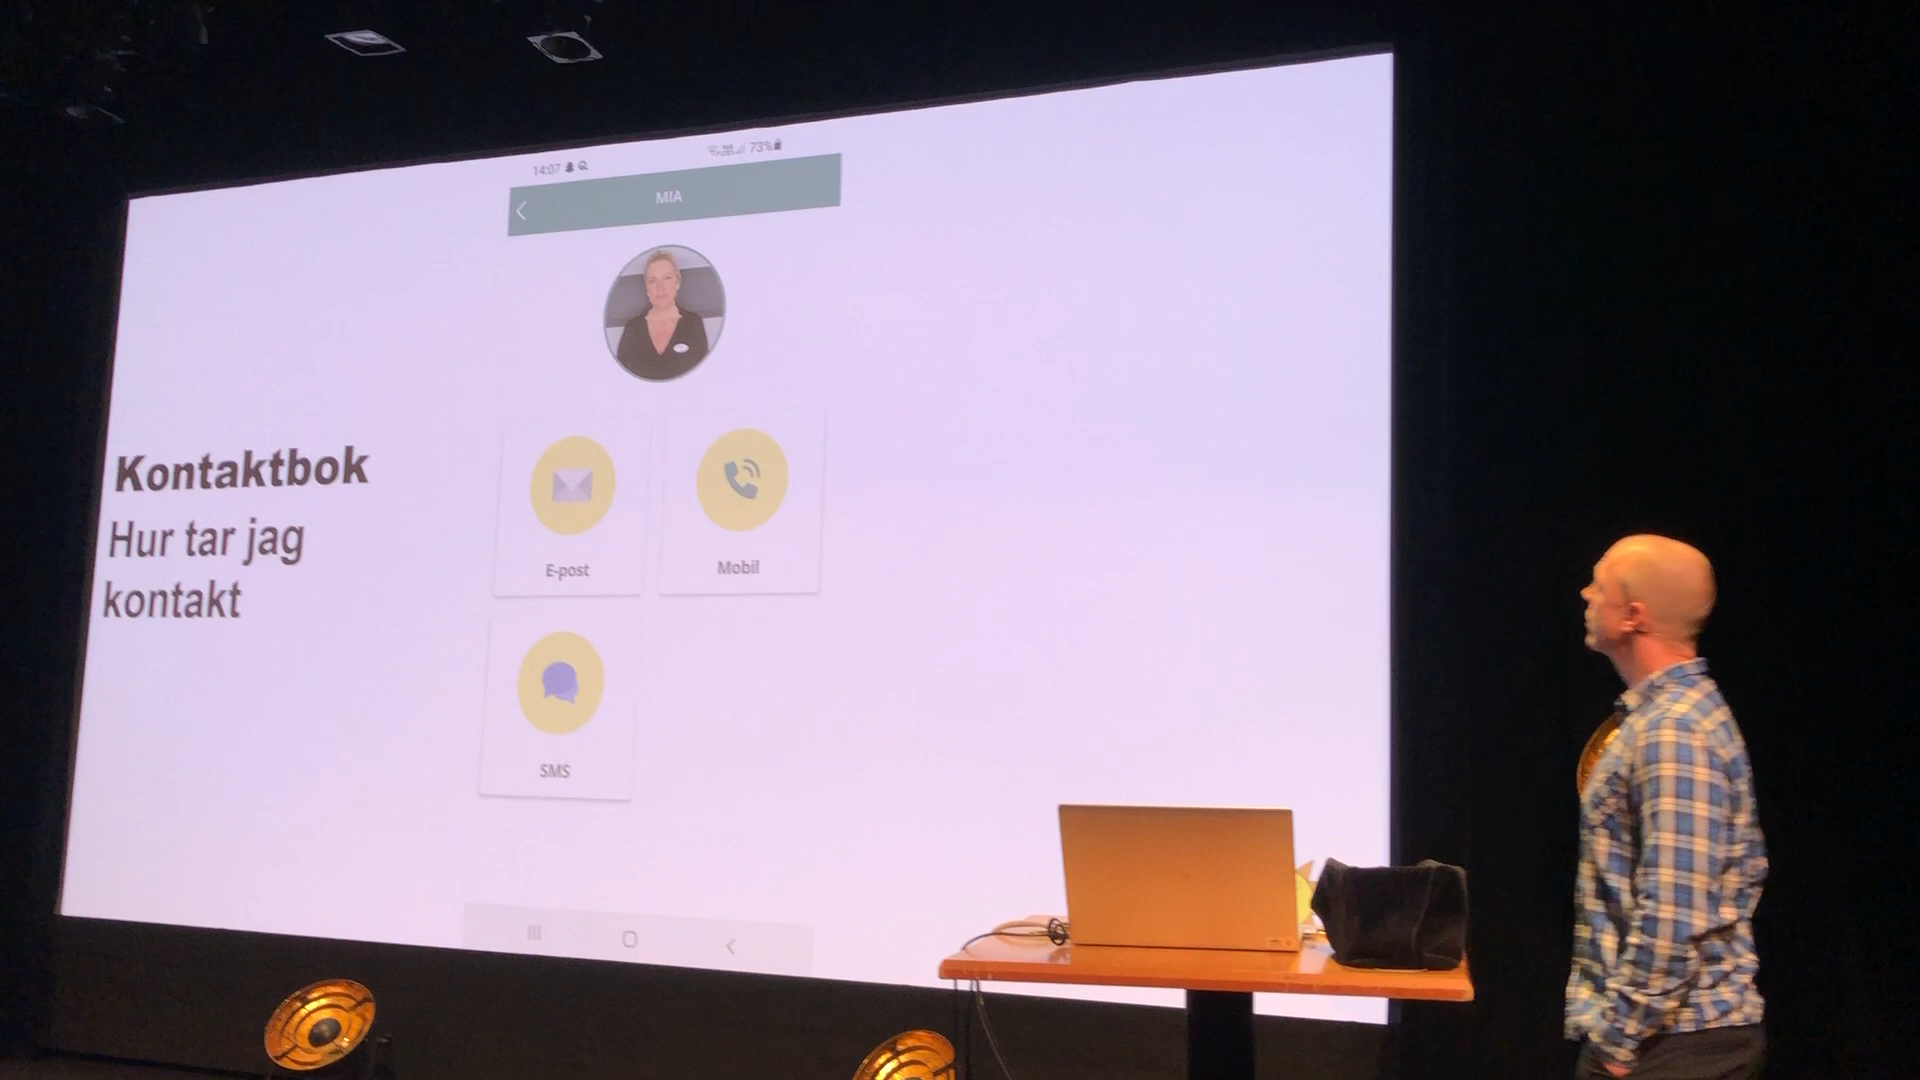 14:07
73%
MIA
Kontaktbok
Hur tar jag
kontakt
E-post
Mobil
SMS